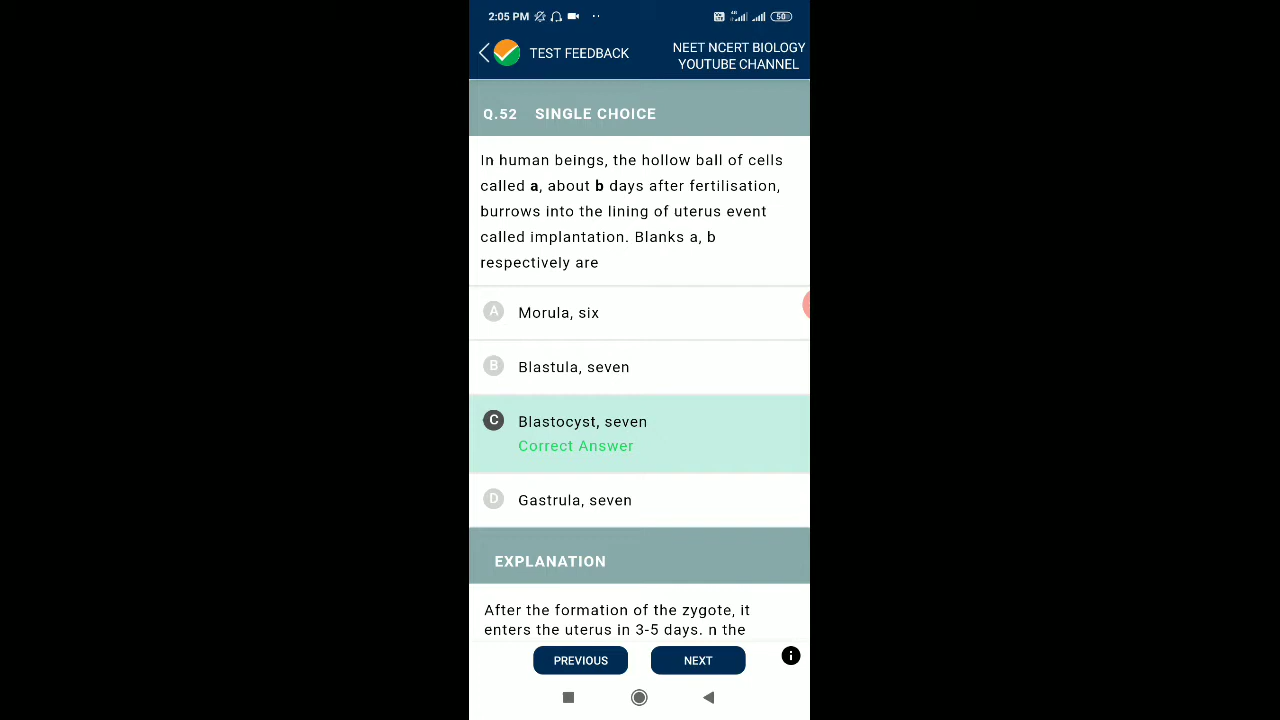 2:05 PM
4G
50
TEST FEEDBACK
NEET NCERT BIOLOGY
YOUTUBE CHANNEL
Q.52 SINGLE CHOICE
In human beings, the hollow ball of cells
called a, about b days after fertilisation,
burrows into the lining of uterus event
called implantation. Blanks a, b
respectively are
A Morula, six
B Blastula, seven
C Blastocyst, seven
Correct Answer
D Gastrula, seven
EXPLANATION
After the formation of the zygote, it
enters the uterus in 3-5 days. n the
PREVIOUS
NEXT
i